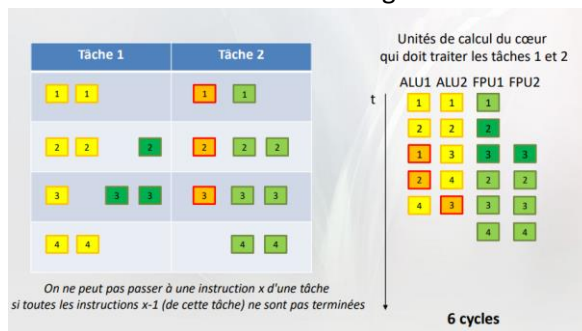 Tâche 1 Tâche 2
1 1 1 1
2 2 2 2 2 2
3 3 3 3 3 3
4 4 4 4
On ne peut pas passer à une instruction x d'une tâche
si toutes les instructions x-1 (de cette tâche) ne sont pas terminées
Unités de calcul du cœur
qui doit traiter les tâches 1 et 2
ALU1 ALU2 FPU1 FPU2
t
1 1 1
2 2 2
1 3 3 3
2 4 2 2
4 3 3 3
4 4
6 cycles